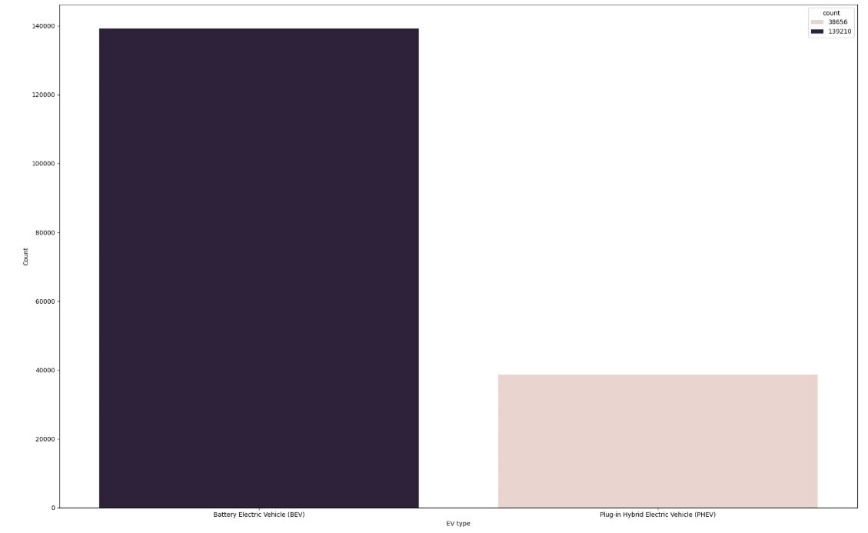 count
38656
139210
140000
120000
100000
80000
60000
40000
20000
0
Count
Battery Electric Vehicle (BEV)
Plug-in Hybrid Electric Vehicle (PHEV)
EV type